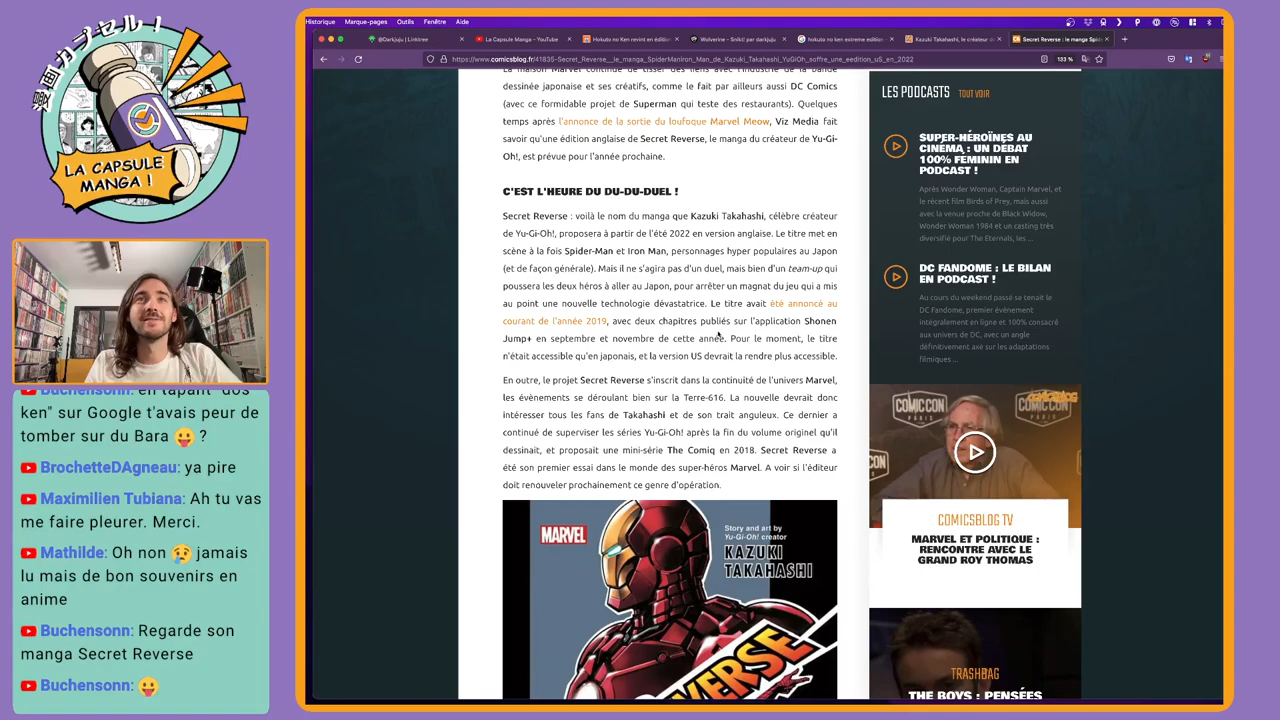 漫画カプセル！
LA CAPSULE
MANGA !
Buchensonn: en tapant "dos
ken" sur Google t'avais peur de
tomber sur du Bara 😛 ?
BrochetteDAgneau: ya pire
Maximilien Tubiana: Ah tu vas
me faire pleurer. Merci.
Mathilde: Oh non 😥 jamais
lu mais de bon souvenirs en
anime
Buchensonn: Regarde son
manga Secret Reverse
Buchensonn: 😛
Historique Marque-pages Outils Fenêtre Aide
@Darkjuju | Linktree
La Capsule Manga - YouTube
Hokuto no Ken revint en édition
Wolverine - Snikt! par darkjuju
hokuto no ken extreme edition
Kazuki Takahashi, le créateur d
Secret Reverse : le manga Spid
https://www.comicsblog.fr/41835-Secret_Reverse__le_manga_SpiderManIron_Man_de_Kazuki_Takahashi_YuGiOh_soffre_une_eedition_uS_en_2022
133 %
La maison Marvel continue de tisser des liens avec l'industrie de la bande
dessinée japonaise et ses créatifs, comme le fait par ailleurs aussi DC Comics
(avec ce formidable projet de Superman qui teste des restaurants). Quelques
temps après l'annonce de la sortie du loufoque Marvel Meow, Viz Media fait
savoir qu'une édition anglaise de Secret Reverse, le manga du créateur de Yu-Gi-
Oh!, est prévue pour l'année prochaine.
C'EST L'HEURE DU DU-DU-DUEL !
Secret Reverse : voilà le nom du manga que Kazuki Takahashi, célèbre créateur
de Yu-Gi-Oh!, proposera à partir de l'été 2022 en version anglaise. Le titre met en
scène à la fois Spider-Man et Iron Man, personnages hyper populaires au Japon
(et de façon générale). Mais il ne s'agira pas d'un duel, mais bien d'un team-up qui
poussera les deux héros à aller au Japon, pour arrêter un magnat du jeu qui a mis
au point une nouvelle technologie dévastatrice. Le titre avait été annoncé au
courant de l'année 2019, avec deux chapitres publiés sur l'application Shonen
Jump+ en septembre et novembre de cette année. Pour le moment, le titre
n'était accessible qu'en japonais, et la version US devrait la rendre plus accessible.
En outre, le projet Secret Reverse s'inscrit dans la continuité de l'univers Marvel,
les évènements se déroulant bien sur la Terre-616. La nouvelle devrait donc
intéresser tous les fans de Takahashi et de son trait anguleux. Ce dernier a
continué de superviser les séries Yu-Gi-Oh! après la fin du volume originel qu'il
dessinait, et proposait une mini-série The Comiq en 2018. Secret Reverse a
été son premier essai dans le monde des super-héros Marvel. A voir si l'éditeur
doit renouveler prochainement ce genre d'opération.
MARVEL
Story and art by
Yu-Gi-Oh! creator
KAZUKI
TAKAHASHI
VERSE
LES PODCASTS TOUT VOIR
SUPER-HÉROÏNES AU
CINEMA : UN DEBAT
100% FEMININ EN
PODCAST !
Après Wonder Woman, Captain Marvel, et
le récent film Birds of Prey, mais aussi
avec la venue proche de Black Widow,
Wonder Woman 1984 et un casting très
diversifié pour The Eternals, les ...
DC FANDOME : LE BILAN
EN PODCAST !
Au cours du weekend passé se tenait le
DC Fandome, premier évènement
intégralement en ligne et 100% consacré
aux univers de DC, avec un angle
définitivement axé sur les adaptations
filmiques ...
COMIC CON
COMICSBLOG
COMICSBLOG TV
MARVEL ET POLITIQUE :
RENCONTRE AVEC LE
GRAND ROY THOMAS
TRASHBAG
THE BOYS : PENSÉES